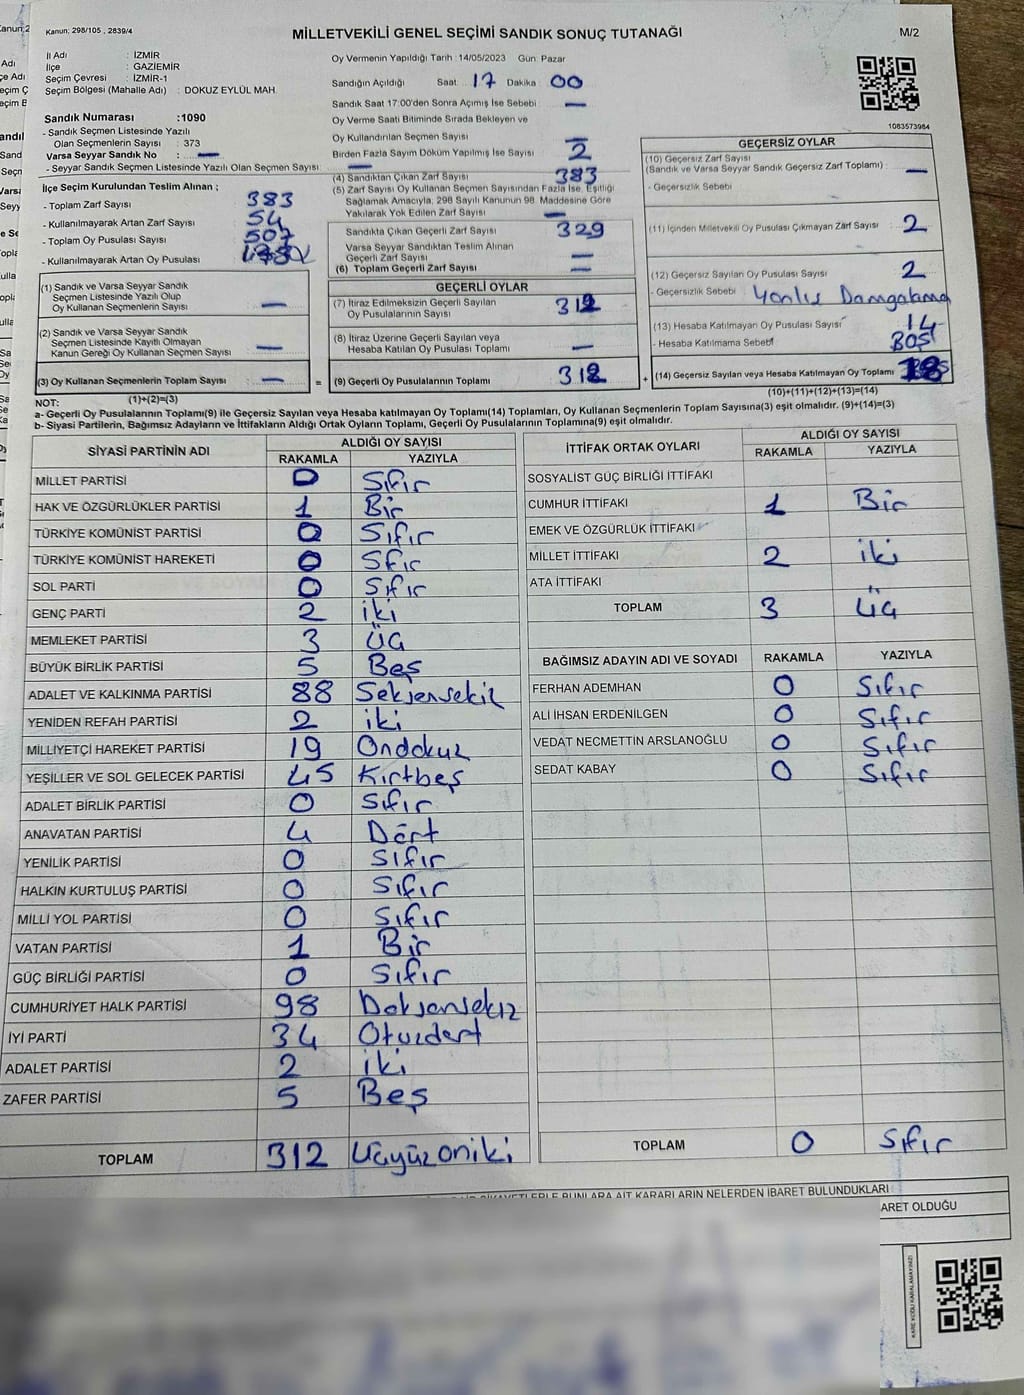 Kanun; 298/105 , 2839/4
MİLLETVEKİLİ GENEL SEÇİMİ SANDIK SONUÇ TUTANAĞI
M/2
İl Adı : İZMİR
İlçe : GAZİEMİR
Seçim Çevresi : İZMİR-1
Seçim Bölgesi (Mahalle Adı) : DOKUZ EYLÜL MAH.
Sandık Numarası :1090
- Sandık Seçmen Listesinde Yazılı
Olan Seçmenlerin Sayısı : 373
Varsa Seyyar Sandık No : —
- Seyyar Sandık Seçmen Listesinde Yazılı Olan Seçmen Sayısı : —
İlçe Seçim Kurulundan Teslim Alınan ;
- Toplam Zarf Sayısı 383
- Kullanılmayarak Artan Zarf Sayısı 54
- Toplam Oy Pusulası Sayısı 507
- Kullanılmayarak Artan Oy Pusulası
Oy Vermenin Yapıldığı Tarih : 14/05/2023 Gün: Pazar
Sandığın Açıldığı Saat: 17 Dakika : 00
Sandık Saat 17:00'den Sonra Açımış İse Sebebi —
Oy Verme Saati Bitiminde Sırada Bekleyen ve
Oy Kullandırılan Seçmen Sayısı —
Birden Fazla Sayım Döküm Yapılmış İse Sayısı 2
(4) Sandıktan Çıkan Zarf Sayısı 383
(5) Zarf Sayısı Oy Kullanan Seçmen Sayısından Fazla İse, Eşitliği
Sağlamak Amacıyla; 298 Sayılı Kanunun 98. Maddesine Göre
Yakılarak Yok Edilen Zarf Sayısı —
Sandıkta Çıkan Geçerli Zarf Sayısı 329
Varsa Seyyar Sandıktan Teslim Alınan
Geçerli Zarf Sayısı —
(6) Toplam Geçerli Zarf Sayısı —
1083573984
GEÇERSİZ OYLAR
(10) Geçersiz Zarf Sayısı
(Sandık ve Varsa Seyyar Sandık Geçersiz Zarf Toplamı) : —
- Geçersizlik Sebebi :
(11) İçinden Milletvekili Oy Pusulası Çıkmayan Zarf Sayısı : 2
(12) Geçersiz Sayılan Oy Pusulası Sayısı : 2
- Geçersizlik Sebebi : Yanlış Damgalama
(13) Hesaba Katılmayan Oy Pusulası Sayısı : 14
- Hesaba Katılmama Sebebi : BOŞ
(14) Geçersiz Sayılan veya Hesaba Katılmayan Oy Toplamı 18
(10)+(11)+(12)+(13)=(14)
(1) Sandık ve Varsa Seyyar Sandık
Seçmen Listesinde Yazılı Olup
Oy Kullanan Seçmenlerin Sayısı —
(2) Sandık ve Varsa Seyyar Sandık
Seçmen Listesinde Kayıtlı Olmayan
Kanun Gereği Oy Kullanan Seçmen Sayısı —
(3) Oy Kullanan Seçmenlerin Toplam Sayısı —
(1)+(2)=(3)
GEÇERLİ OYLAR
(7) İtiraz Edilmeksizin Geçerli Sayılan
Oy Pusulalarının Sayısı : 312
(8) İtiraz Üzerine Geçerli Sayılan veya
Hesaba Katılan Oy Pusulası Toplamı : —
= (9) Geçerli Oy Pusulalarının Toplamı : 312 +
NOT:
a- Geçerli Oy Pusulalarının Toplamı(9) ile Geçersiz Sayılan veya Hesaba katılmayan Oy Toplamı(14) Toplamları, Oy Kullanan Seçmenlerin Toplam Sayısına(3) eşit olmalıdır. (9)+(14)=(3)
b- Siyasi Partilerin, Bağımsız Adayların ve İttifakların Aldığı Ortak Oyların Toplamı, Geçerli Oy Pusulalarının Toplamına(9) eşit olmalıdır.
SİYASİ PARTİNİN ADI ALDIĞI OY SAYISI
RAKAMLA YAZIYLA
MİLLET PARTİSİ 0 Sıfır
HAK VE ÖZGÜRLÜKLER PARTİSİ 1 Bir
TÜRKİYE KOMÜNİST PARTİSİ 0 Sıfır
TÜRKİYE KOMÜNİST HAREKETİ 0 Sfır
SOL PARTİ 0 Sıfır
GENÇ PARTİ 2 iki
MEMLEKET PARTİSİ 3 Üç
BÜYÜK BİRLİK PARTİSİ 5 Beş
ADALET VE KALKINMA PARTİSİ 88 Seksensekiz
YENİDEN REFAH PARTİSİ 2 iki
MİLLİYETÇİ HAREKET PARTİSİ 19 Ondokuz
YEŞİLLER VE SOL GELECEK PARTİSİ 45 Kırtbeş
ADALET BİRLİK PARTİSİ 0 Sıfır
ANAVATAN PARTİSİ 4 Dört
YENİLİK PARTİSİ 0 Sıfır
HALKIN KURTULUŞ PARTİSİ 0 Sıfır
MİLLİ YOL PARTİSİ 0 Sıfır
VATAN PARTİSİ 1 Bir
GÜÇ BİRLİĞİ PARTİSİ 0 Sıfır
CUMHURİYET HALK PARTİSİ 98 Doksansekız
İYİ PARTİ 34 Otuzdört
ADALET PARTİSİ 2 iki
ZAFER PARTİSİ 5 Beş
TOPLAM 312 Üçyüzoniki
İTTİFAK ORTAK OYLARI ALDIĞI OY SAYISI
RAKAMLA YAZIYLA
SOSYALİST GÜÇ BİRLİĞİ İTTİFAKI
CUMHUR İTTİFAKI 1 Bir
EMEK VE ÖZGÜRLÜK İTTİFAKI
MİLLET İTTİFAKI 2 iki
ATA İTTİFAKI
TOPLAM 3 Üç
BAĞIMSIZ ADAYIN ADI VE SOYADI RAKAMLA YAZIYLA
FERHAN ADEMHAN 0 Sıfır
ALİ İHSAN ERDENİLGEN 0 Sıfır
VEDAT NECMETTİN ARSLANOĞLU 0 Sıfır
SEDAT KABAY 0 Sıfır
TOPLAM 0 Sıfır
BUNLARA AİT KARARLARIN NELERDEN İBARET BULUNDUKLARI
ARET OLDUĞU
KARE KODU KARALAMAYINIZ!